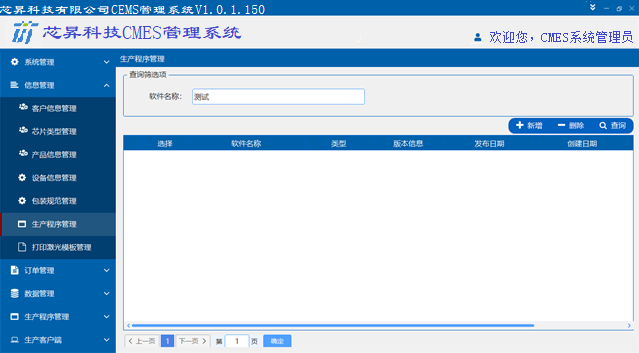 芯昇科技有限公司CEMS管理系统V1.0.1.150
芯昇科技CMES管理系统
欢迎您，CMES系统管理员
系统管理
信息管理
客户信息管理
芯片类型管理
产品信息管理
设备信息管理
包装规范管理
生产程序管理
打印激光模板管理
订单管理
数据管理
生产程序管理
生产客户端
生产程序管理
查询筛选项
软件名称： 测试
新增 删除 查询
选择 软件名称 类型 版本信息 发布日期 创建日期
上一页 1 下一页 第 1 页 确定